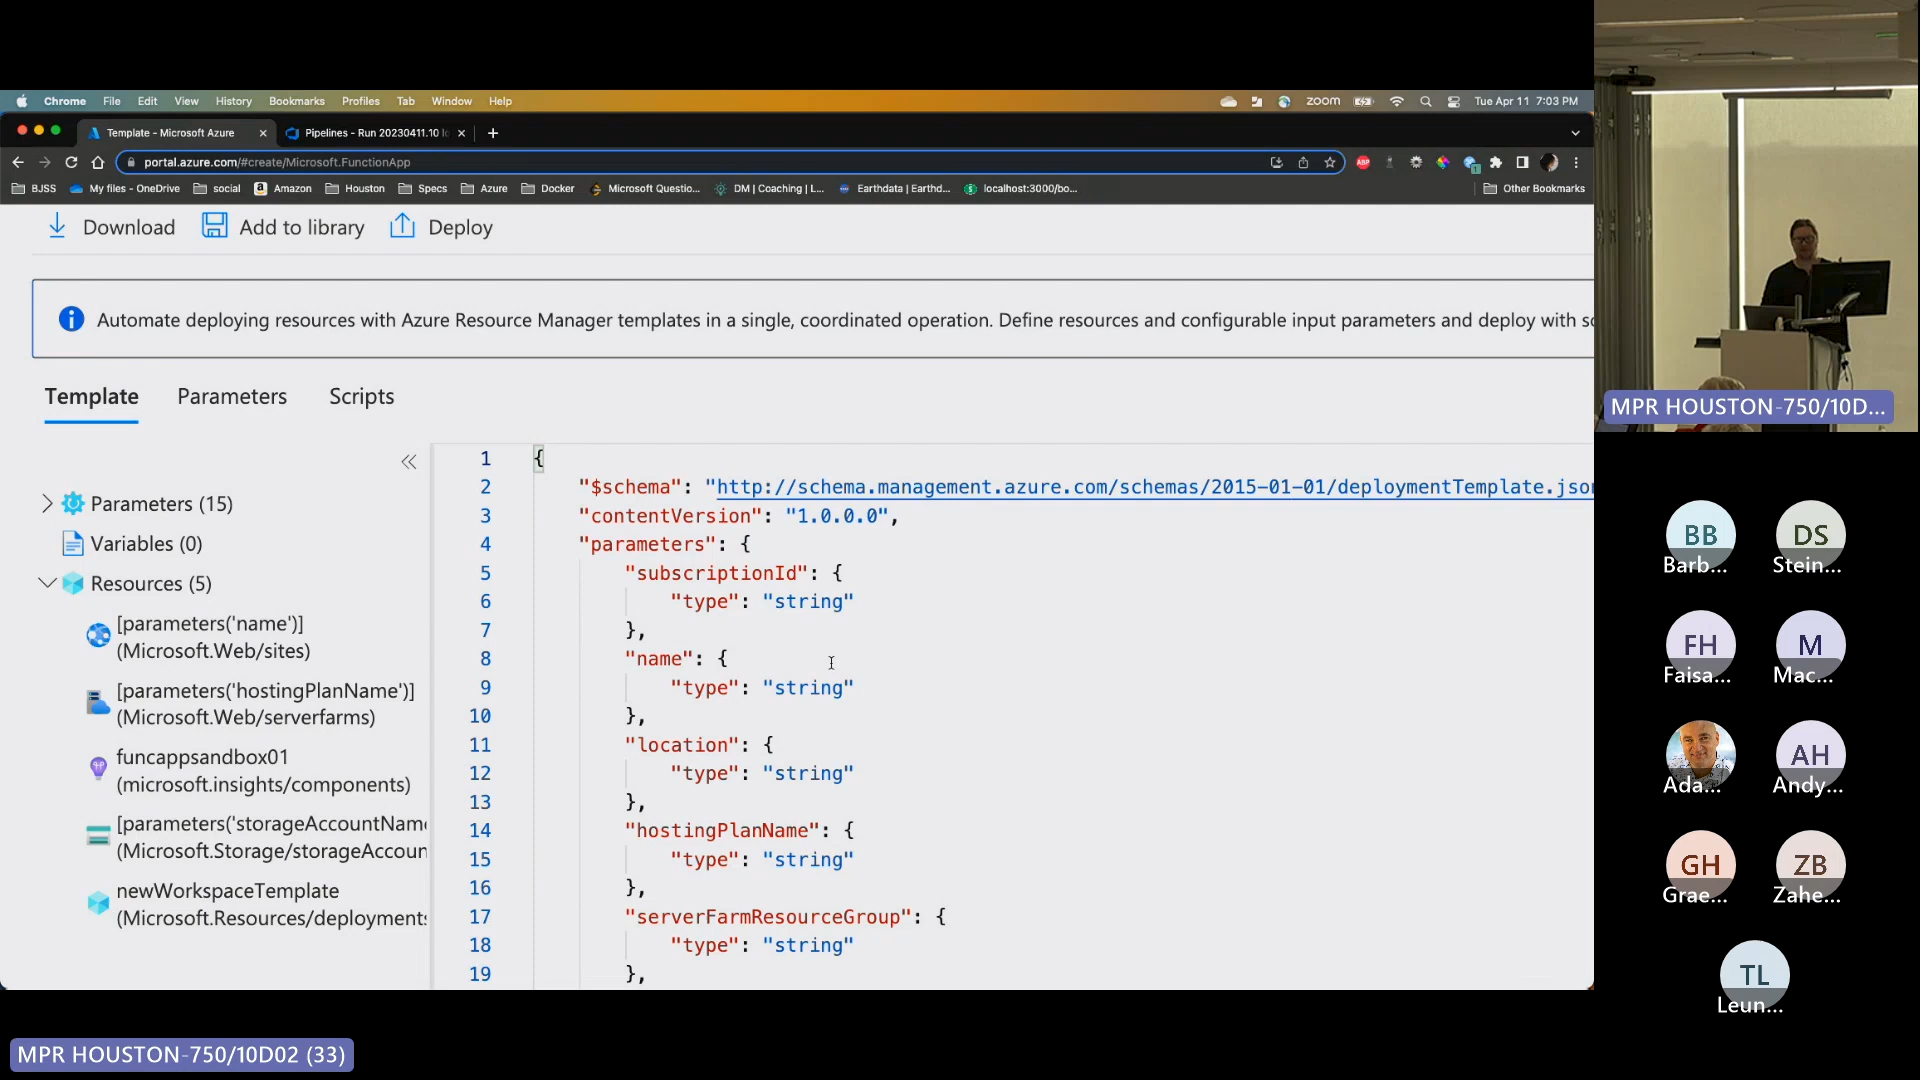 Chrome File Edit View History Bookmarks Profiles Tab Window Help
zoom Tue Apr 11 7:03 PM
Template - Microsoft Azure
Pipelines - Run 20230411.10
portal.azure.com/#create/Microsoft.FunctionApp
ABP
1
BJSS My files - OneDrive social Amazon Houston Specs Azure Docker Microsoft Questio... DM | Coaching | L... Earthdata | Earthd... localhost:3000/bo... Other Bookmarks
Download Add to library Deploy
Automate deploying resources with Azure Resource Manager templates in a single, coordinated operation. Define resources and configurable input parameters and deploy with
Template Parameters Scripts
Parameters (15)
Variables (0)
Resources (5)
[parameters('name')]
(Microsoft.Web/sites)
[parameters('hostingPlanName')]
(Microsoft.Web/serverfarms)
funcappsandbox01
(microsoft.insights/components)
[parameters('storageAccountName
(Microsoft.Storage/storageAccoun
newWorkspaceTemplate
(Microsoft.Resources/deployments
1 {
2 "$schema": "http://schema.management.azure.com/schemas/2015-01-01/deploymentTemplate.json
3 "contentVersion": "1.0.0.0",
4 "parameters": {
5 "subscriptionId": {
6 "type": "string"
7 },
8 "name": {
9 "type": "string"
10 },
11 "location": {
12 "type": "string"
13 },
14 "hostingPlanName": {
15 "type": "string"
16 },
17 "serverFarmResourceGroup": {
18 "type": "string"
19 },
MPR HOUSTON-750/10D...
BB
Barb...
DS
Stein...
FH
Faisa...
M
Mac...
Ada...
AH
Andy...
GH
Grae...
ZB
Zahe...
TL
Leun...
MPR HOUSTON-750/10D02 (33)